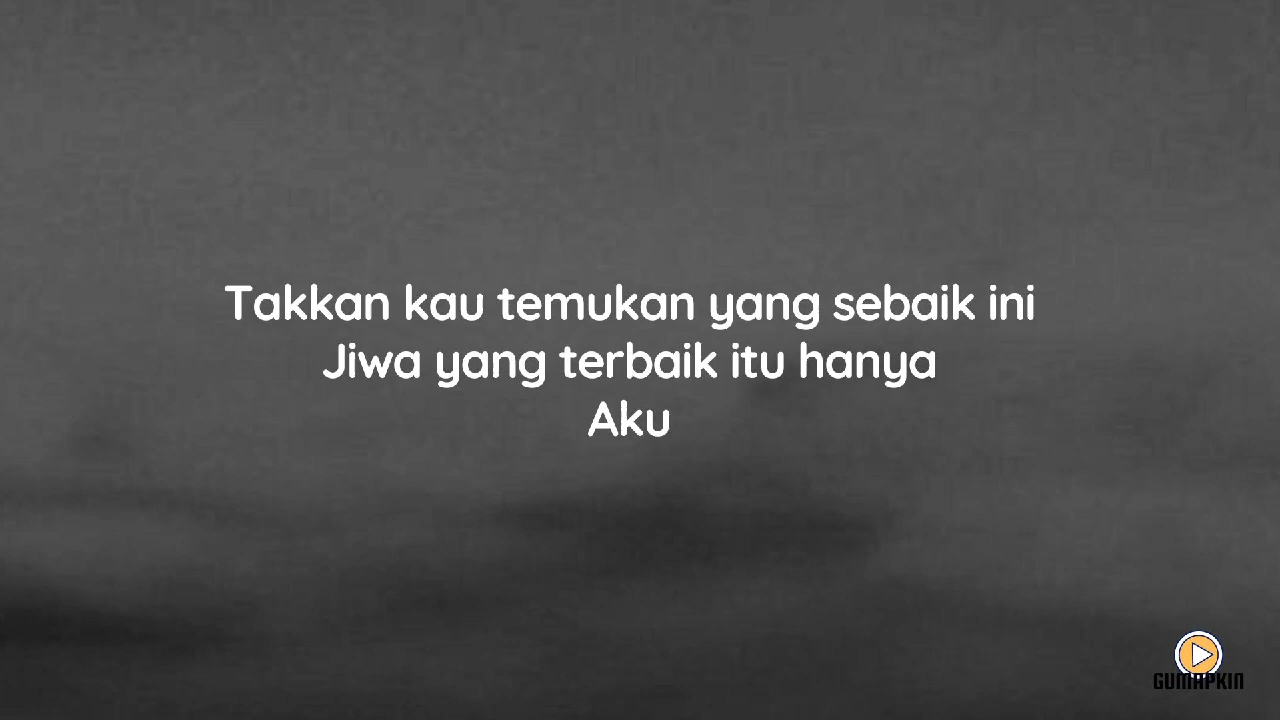 Takkan kau temukan yang sebaik ini
Jiwa yang terbaik itu hanya
Aku
GUMAPKIN